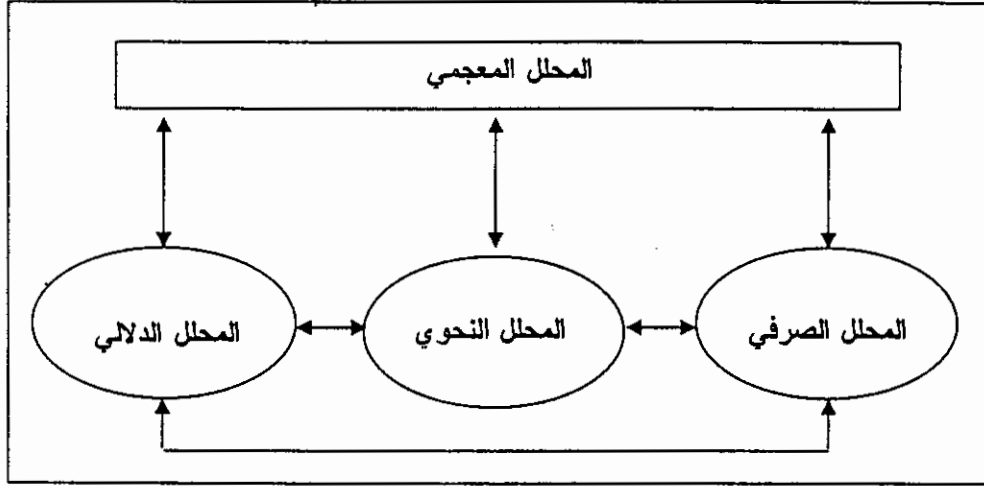 المحلل المعجمي
المحلل الصرفي
المحلل النحوي
المحلل الدلالي